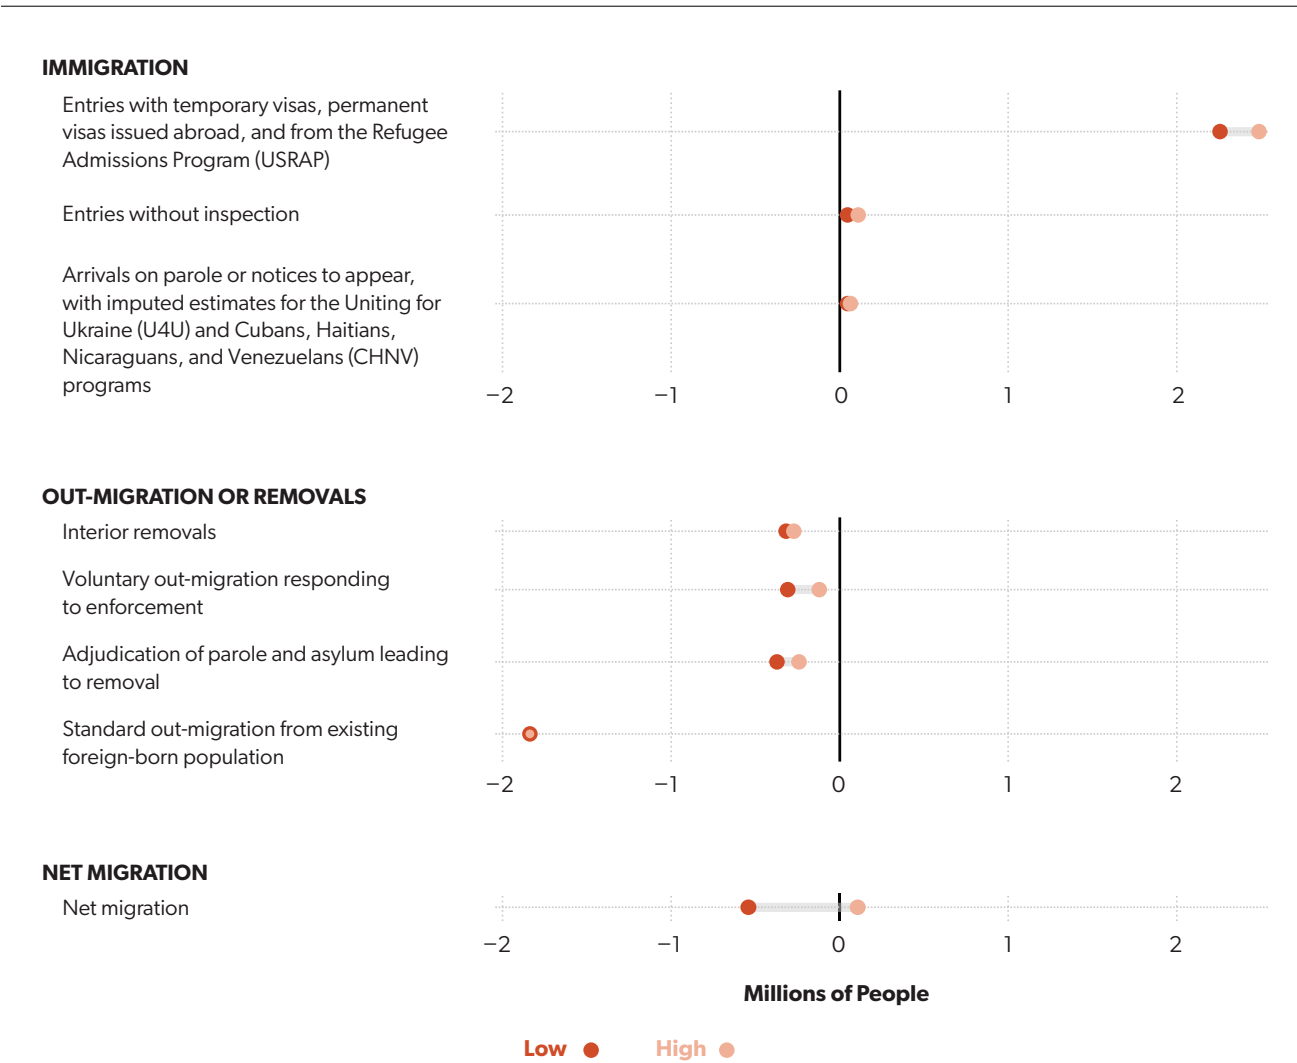 IMMIGRATION
Entries with temporary visas, permanent
visas issued abroad, and from the Refugee
Admissions Program (USRAP)
Entries without inspection
Arrivals on parole or notices to appear,
with imputed estimates for the Uniting for
Ukraine (U4U) and Cubans, Haitians,
Nicaraguans, and Venezuelans (CHNV)
programs
−2 −1 0 1 2
OUT-MIGRATION OR REMOVALS
Interior removals
Voluntary out-migration responding
to enforcement
Adjudication of parole and asylum leading
to removal
Standard out-migration from existing
foreign-born population
−2 −1 0 1 2
NET MIGRATION
Net migration
−2 −1 0 1 2
Millions of People
Low High